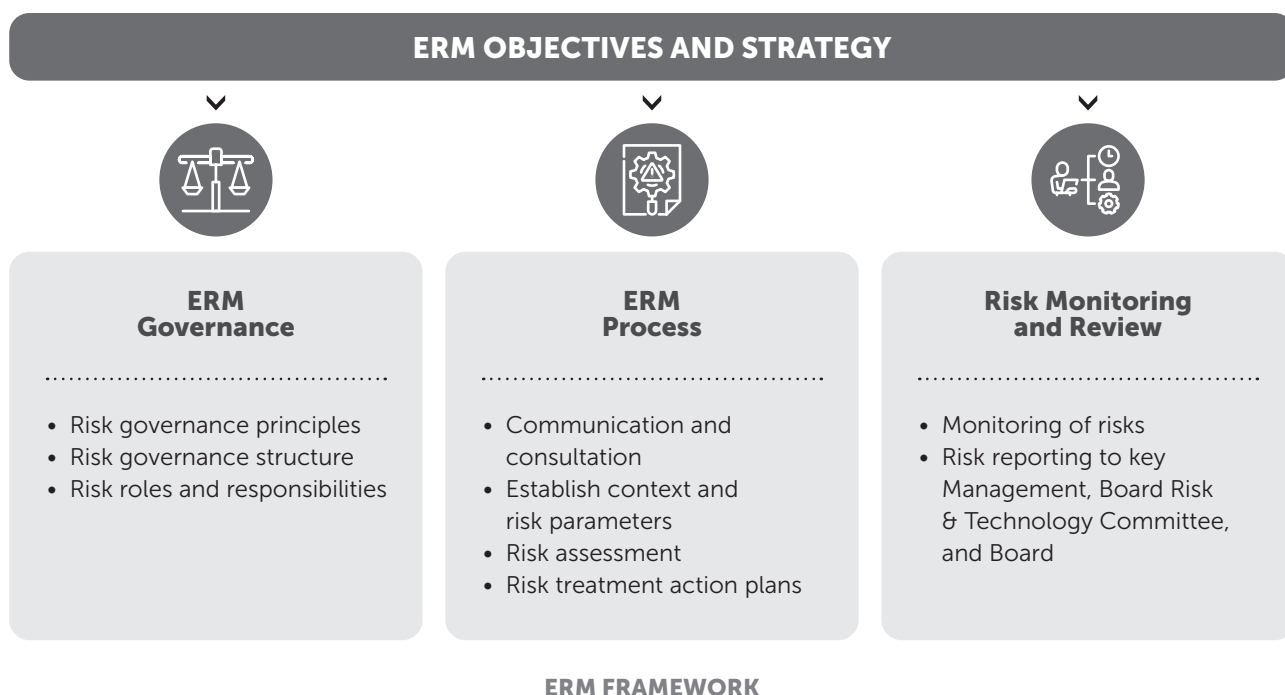 ERM OBJECTIVES AND STRATEGY
ERM
Governance
• Risk governance principles
• Risk governance structure
• Risk roles and responsibilities
ERM
Process
• Communication and
consultation
• Establish context and
risk parameters
• Risk assessment
• Risk treatment action plans
Risk Monitoring
and Review
• Monitoring of risks
• Risk reporting to key
Management, Board Risk
& Technology Committee,
and Board
ERM FRAMEWORK